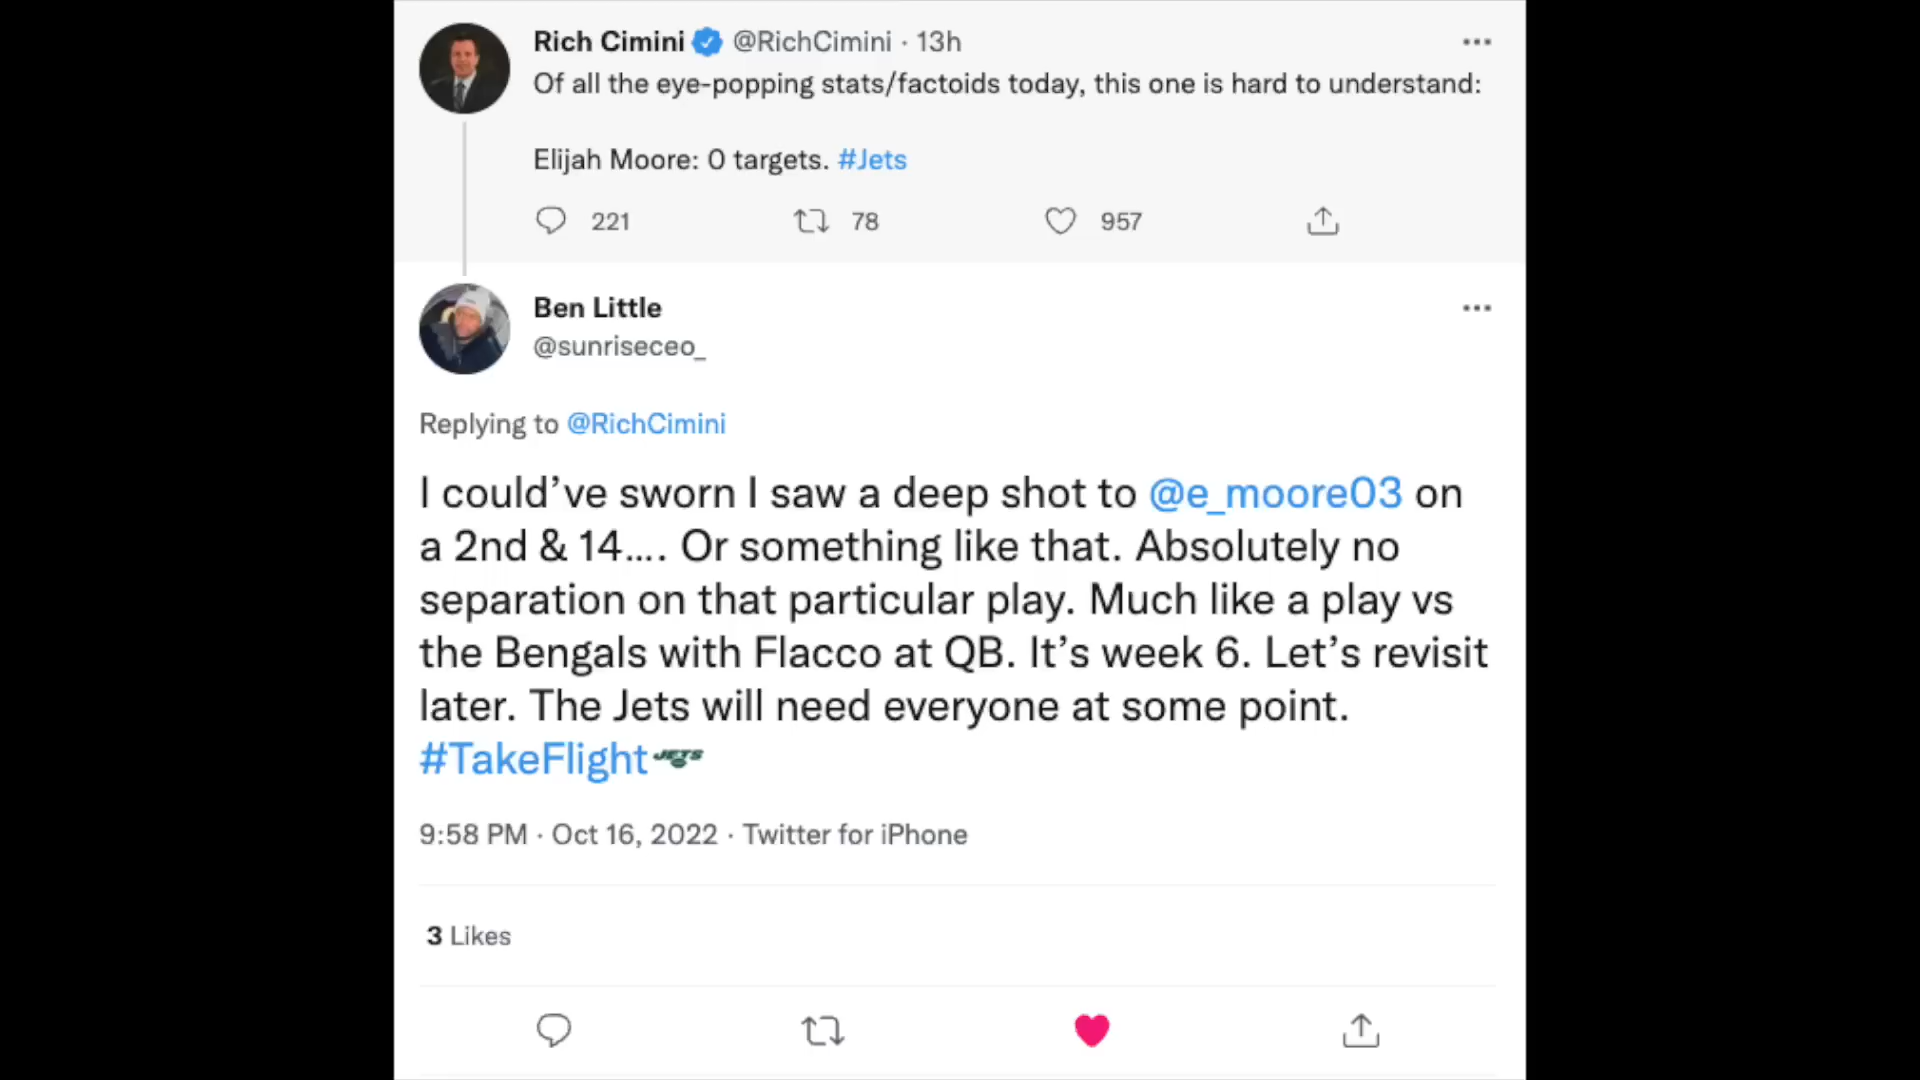 Rich Cimini @RichCimini · 13h
Of all the eye-popping stats/factoids today, this one is hard to understand:
Elijah Moore: 0 targets. #Jets
221 78 957
Ben Little
@sunriseceo_
Replying to @RichCimini
I could’ve sworn I saw a deep shot to @e_moore03 on
a 2nd & 14.... Or something like that. Absolutely no
separation on that particular play. Much like a play vs
the Bengals with Flacco at QB. It’s week 6. Let’s revisit
later. The Jets will need everyone at some point.
#TakeFlight JETS
9:58 PM · Oct 16, 2022 · Twitter for iPhone
3 Likes